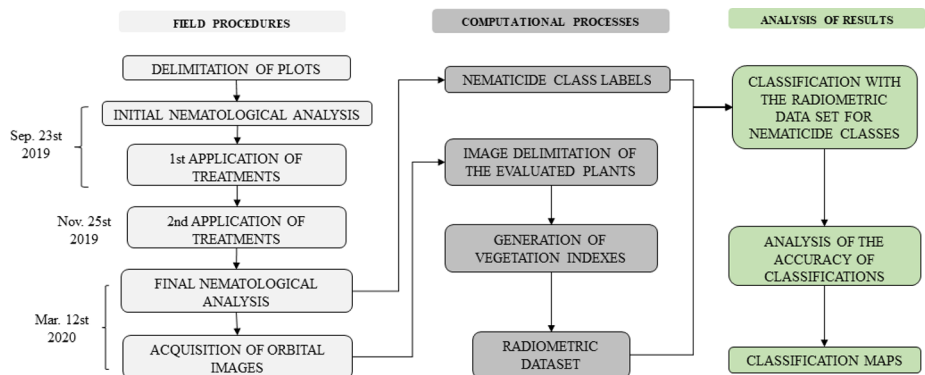 FIELD PROCEDURES
DELIMITATION OF PLOTS
INITIAL NEMATOLOGICAL ANALYSIS
Sep. 23st
2019
1st APPLICATION OF
TREATMENTS
Nov. 25st
2019
2nd APPLICATION OF
TREATMENTS
FINAL NEMATOLOGICAL
ANALYSIS
Mar. 12st
2020
ACQUISITION OF ORBITAL
IMAGES
COMPUTATIONAL PROCESSES
NEMATICIDE CLASS LABELS
IMAGE DELIMITATION OF
THE EVALUATED PLANTS
GENERATION OF
VEGETATION INDEXES
RADIOMETRIC
DATASET
ANALYSIS OF RESULTS
CLASSIFICATION WITH
THE RADIOMETRIC
DATA SET FOR
NEMATICIDE CLASSES
ANALYSIS OF THE
ACCURACY OF
CLASSIFICATIONS
CLASSIFICATION MAPS